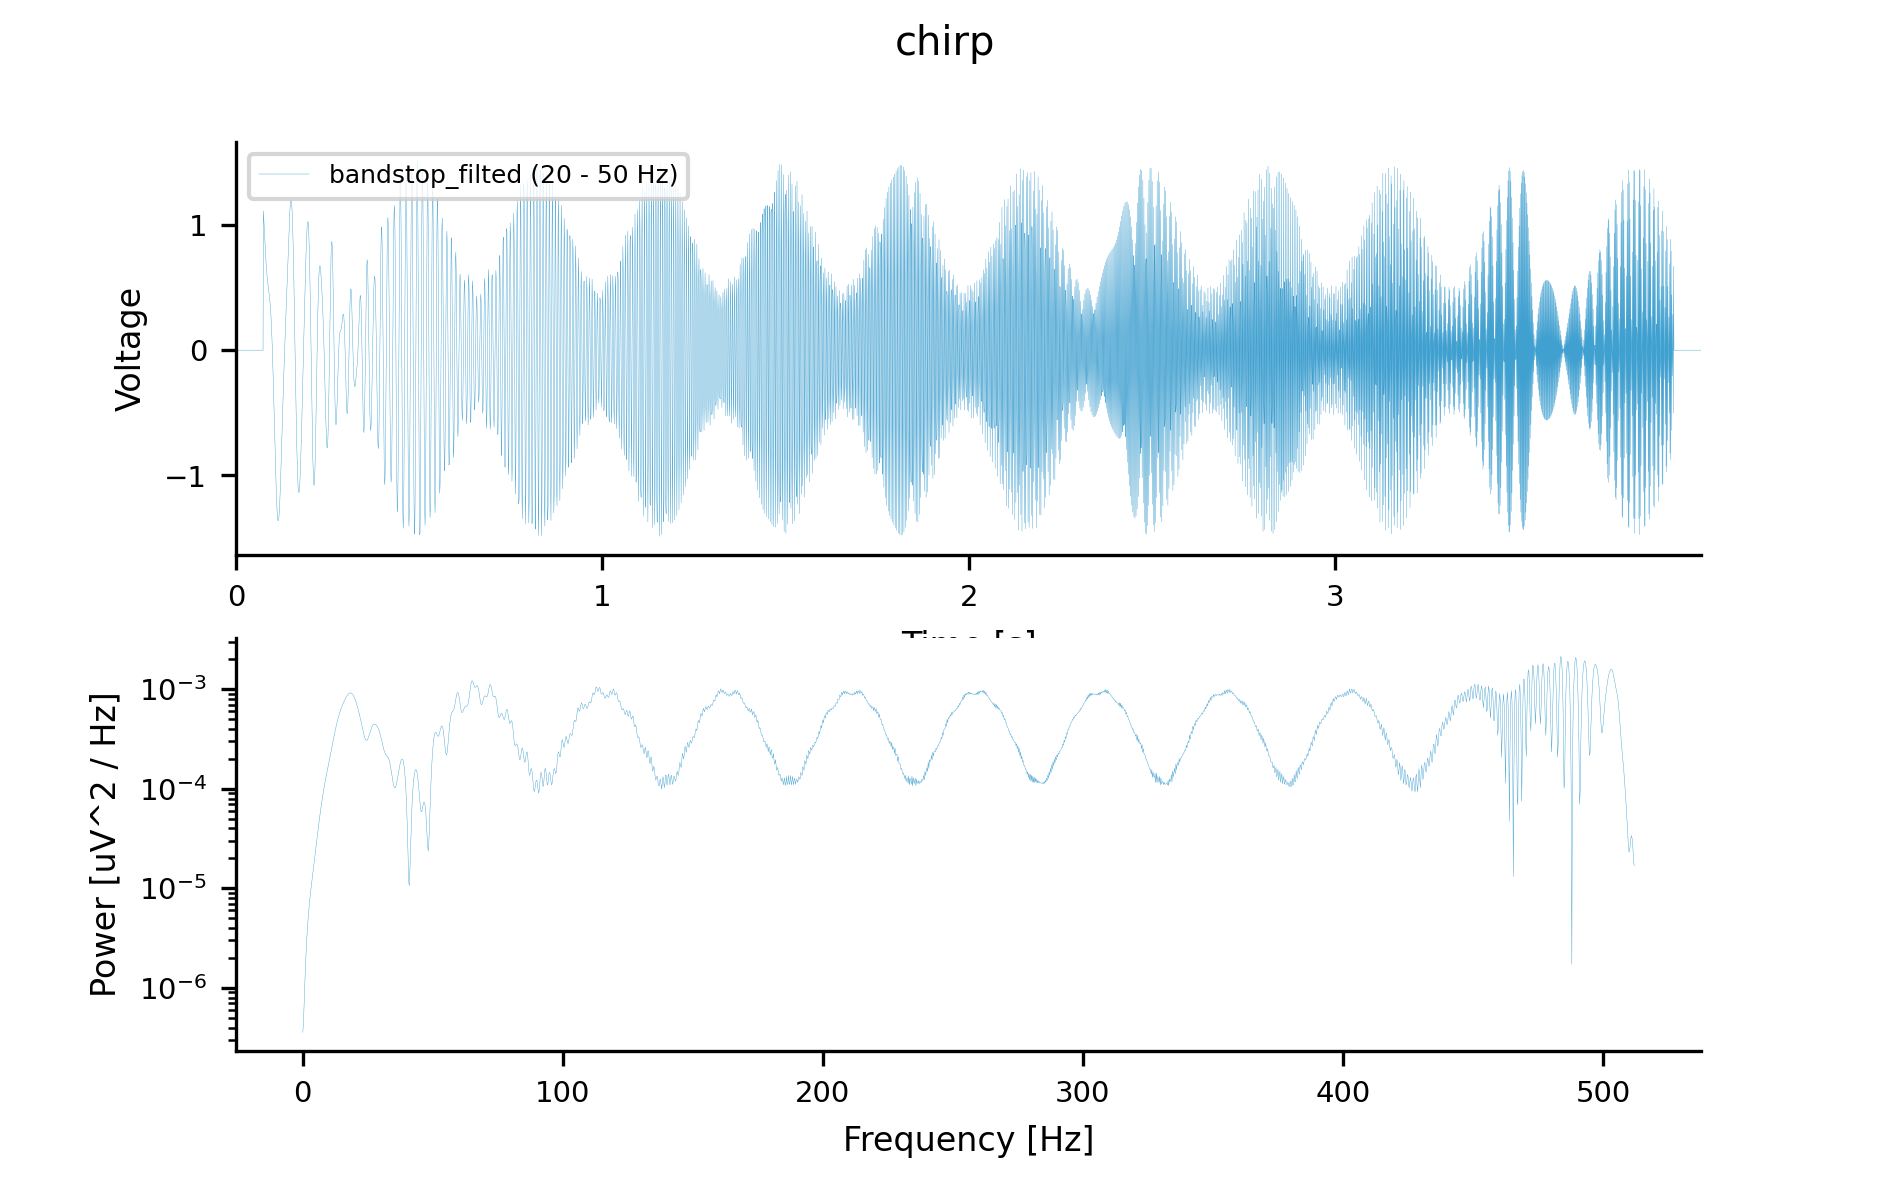 chirp
bandstop_filted (20 - 50 Hz)
Voltage
1
0
−1
0
1
2
3
Time [s]
Power [uV^2 / Hz]
10⁻³
10⁻⁴
10⁻⁵
10⁻⁶
0
100
200
300
400
500
Frequency [Hz]